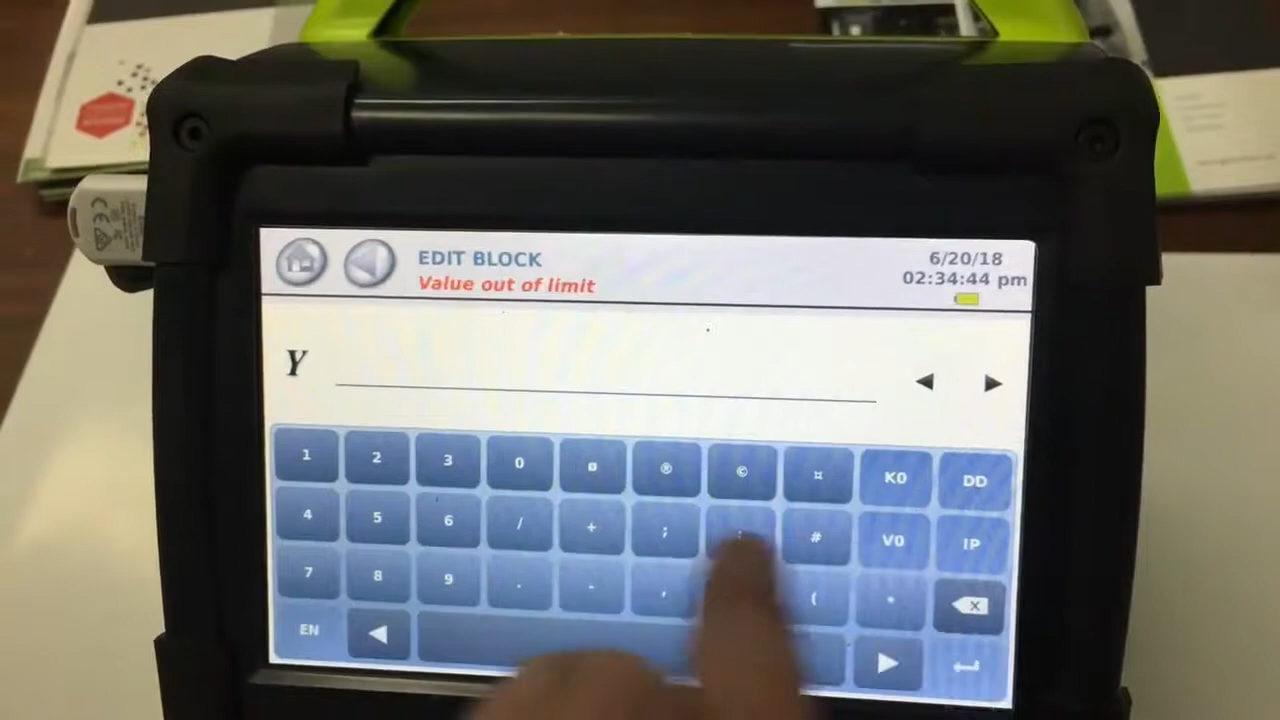 EDIT BLOCK
Value out of limit
6/20/18
02:34:44 pm
Y
1 2 3 0 ø ® © ¤ K0 DD
4 5 6 / + ; : # V0 IP
7 8 9 . - , ( *
EN
CE